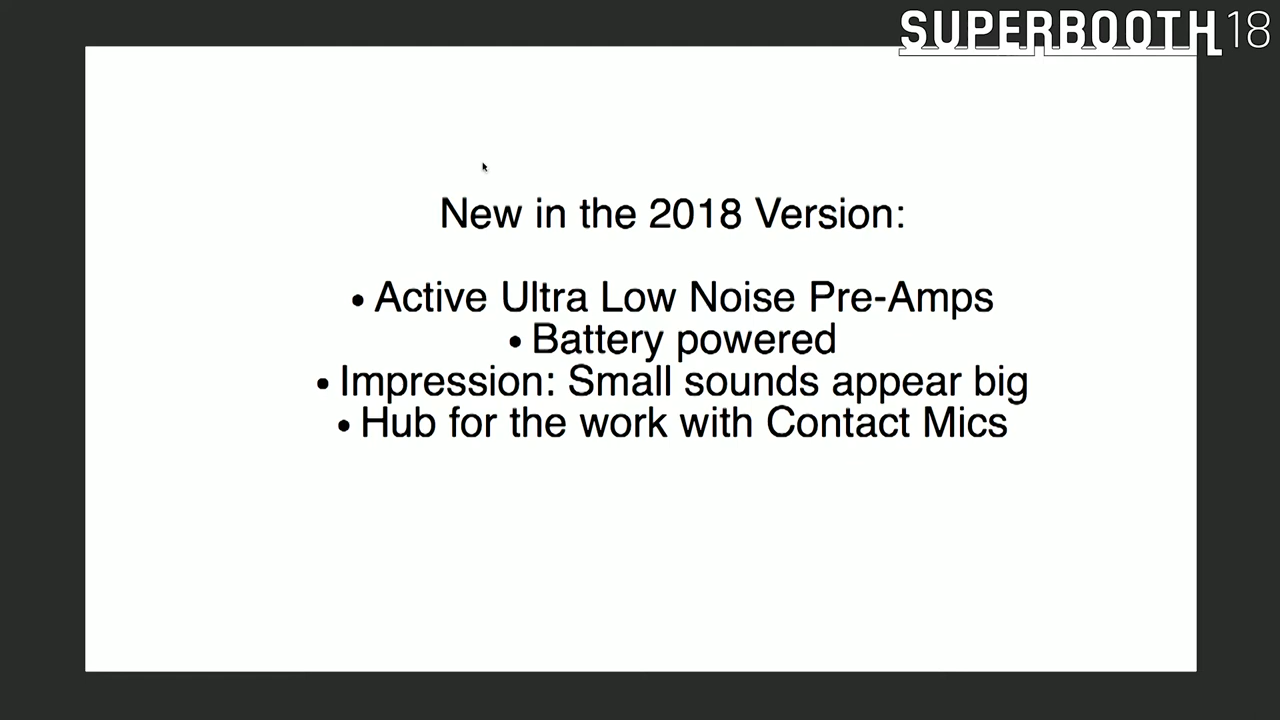 SUPERBOOTH18
New in the 2018 Version:
• Active Ultra Low Noise Pre-Amps
• Battery powered
• Impression: Small sounds appear big
• Hub for the work with Contact Mics